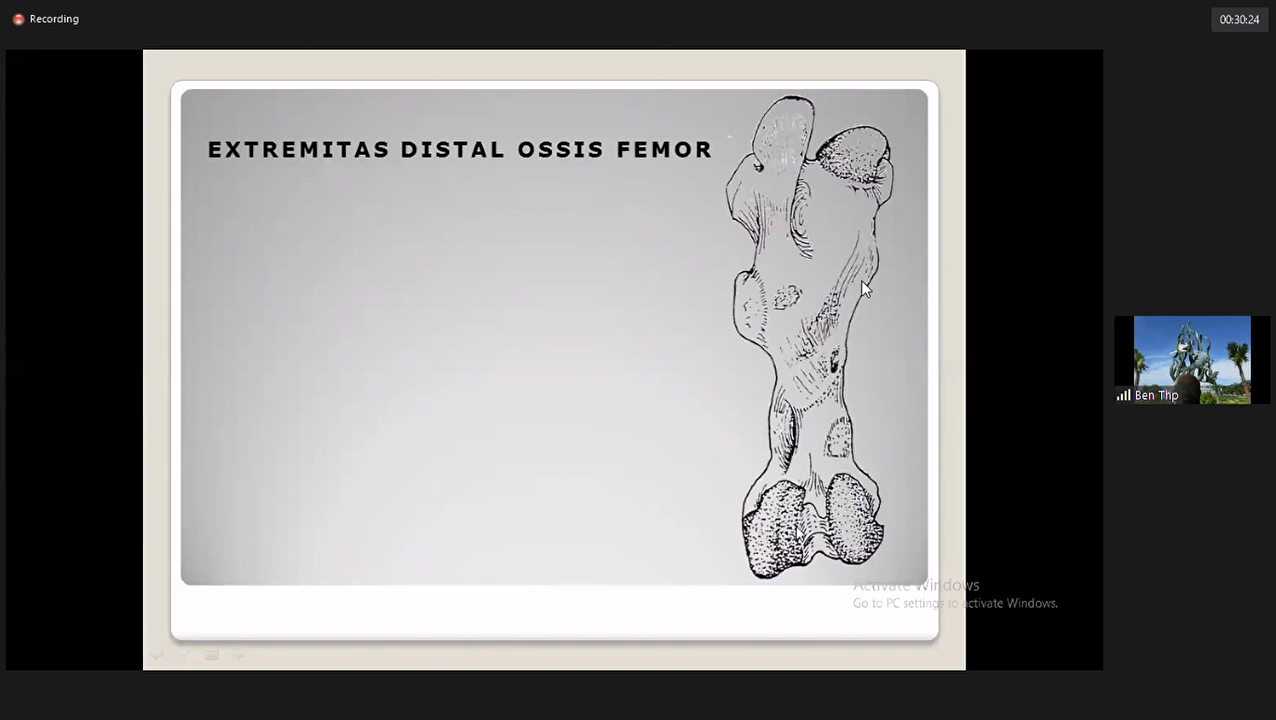 Recording
00:30:24
EXTREMITAS DISTAL OSSIS FEMOR
Ben Thp
Activate Windows
Go to PC settings to activate Windows.